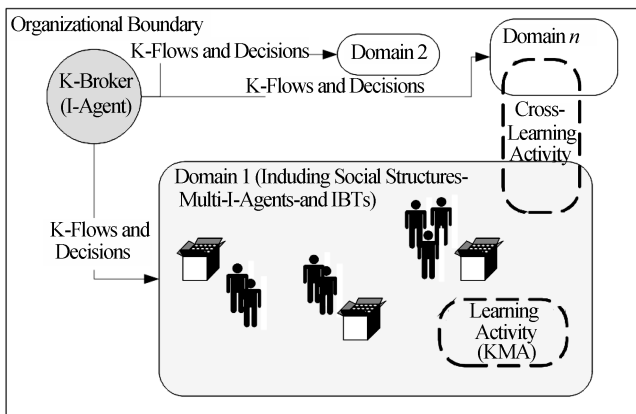 Organizational Boundary
K-Flows and Decisions
Domain 2
Domain n
K-Broker
(I-Agent)
K-Flows and Decisions
Cross-
Learning
Activity
Domain 1 (Induding Social Structures-
Multi-I-Agents-and IBTs)
K-Flows and
Decisions
Learning
Activity
(KMA)